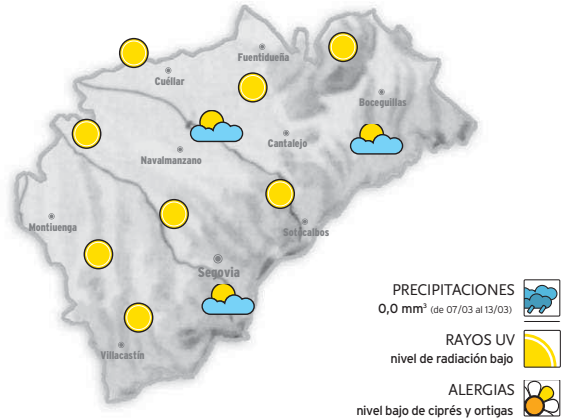 Fuentidueña
Cuéllar
Boceguillas
Cantalejo
Navalmanzano
Montiuenga
Sotocalbos
Segovia
Villacastín
PRECIPITACIONES
0,0 mm³ (de 07/03 al 13/03)
RAYOS UV
nivel de radiación bajo
ALERGIAS
nivel bajo de ciprés y ortigas